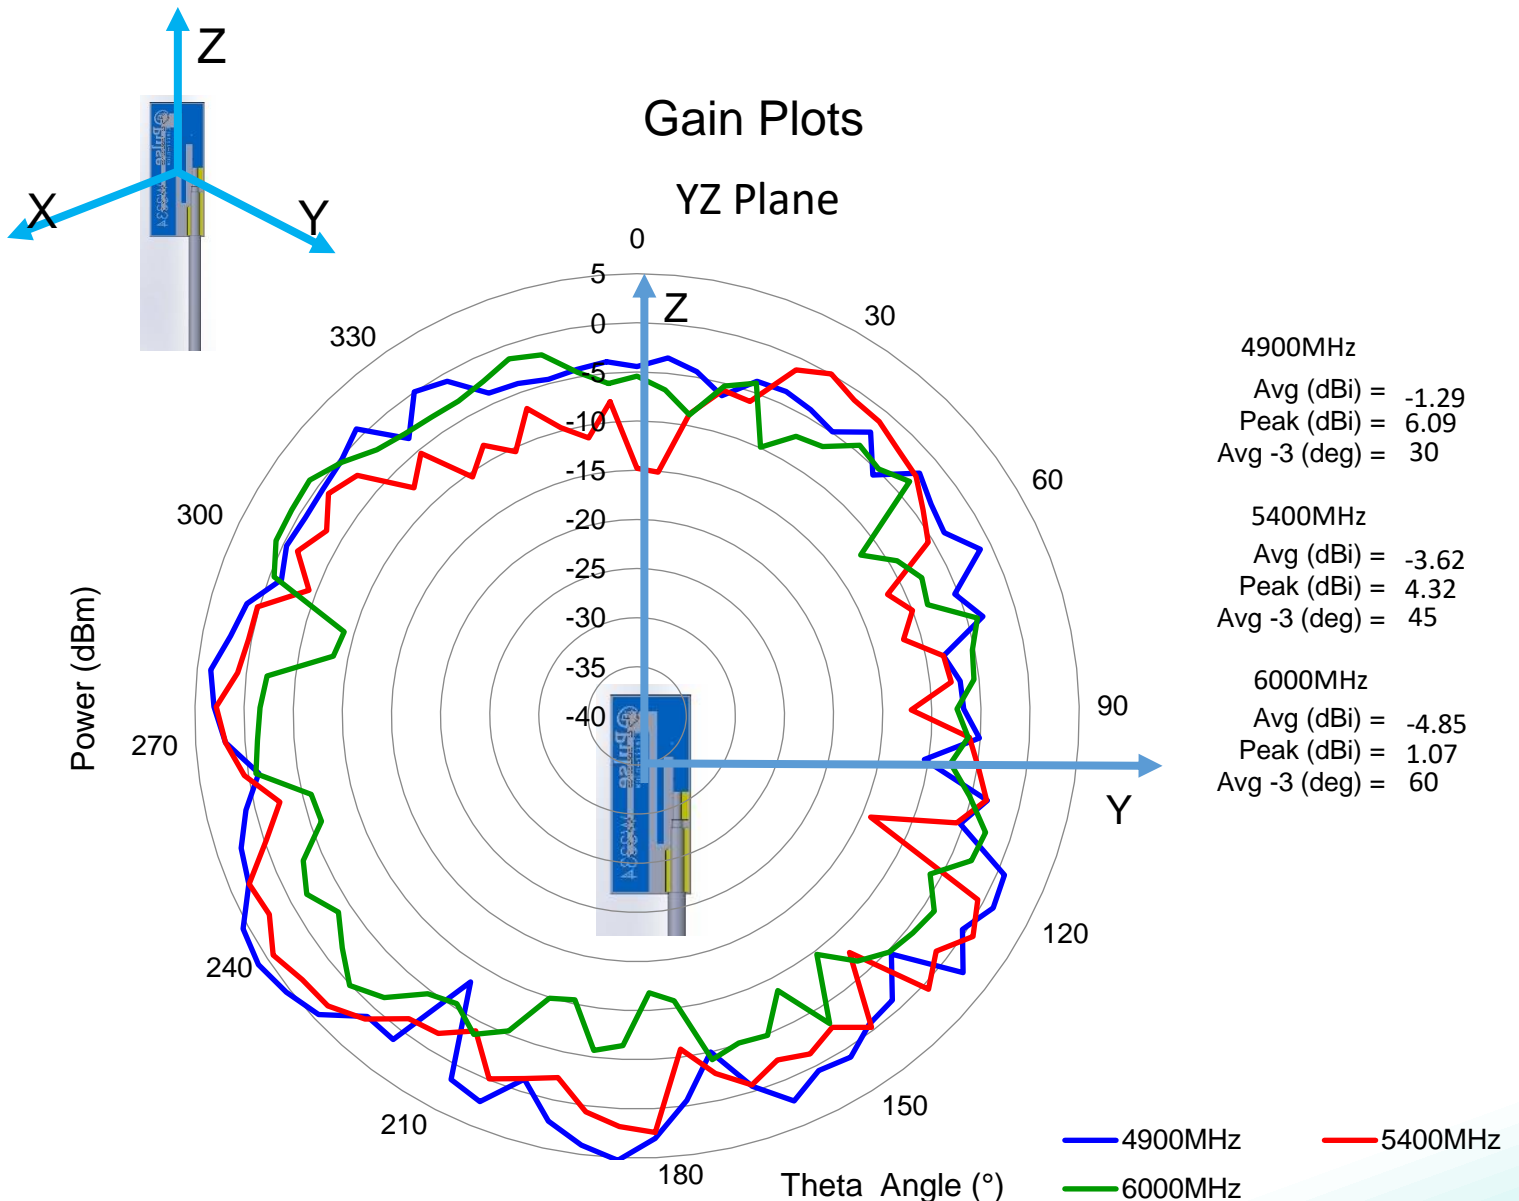 Z
X
Y
Gain Plots
YZ Plane
0
30
60
90
120
150
180
210
240
270
300
330
5
0
-5
-10
-15
-20
-25
-30
-35
-40
Z
Y
Power (dBm)
Theta Angle (°)
4900MHz
Avg (dBi) = -1.29
Peak (dBi) = 6.09
Avg -3 (deg) = 30
5400MHz
Avg (dBi) = -3.62
Peak (dBi) = 4.32
Avg -3 (deg) = 45
6000MHz
Avg (dBi) = -4.85
Peak (dBi) = 1.07
Avg -3 (deg) = 60
4900MHz
5400MHz
6000MHz